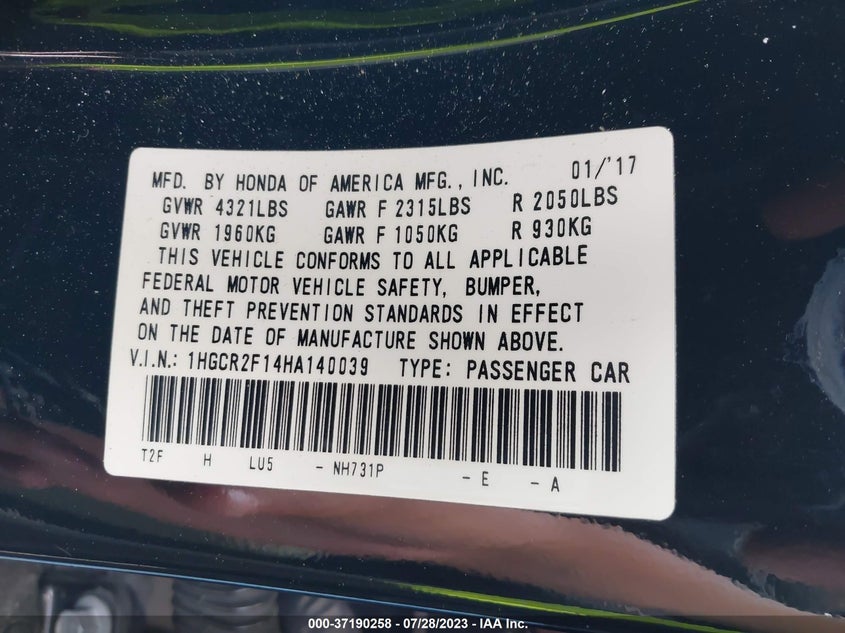 MFD. BY HONDA OF AMERICA MFG., INC. 01/'17
GVWR 4321LBS GAWR F 2315LBS R 2050LBS
GVWR 1960KG GAWR F 1050KG R 930KG
THIS VEHICLE CONFORMS TO ALL APPLICABLE
FEDERAL MOTOR VEHICLE SAFETY, BUMPER,
AND THEFT PREVENTION STANDARDS IN EFFECT
ON THE DATE OF MANUFACTURE SHOWN ABOVE.
V.I.N.: 1HGCR2F14HA140039 TYPE: PASSENGER CAR
T2F H LU5 - NH731P - E - A
000-37190258 - 07/28/2023 - IAA Inc.